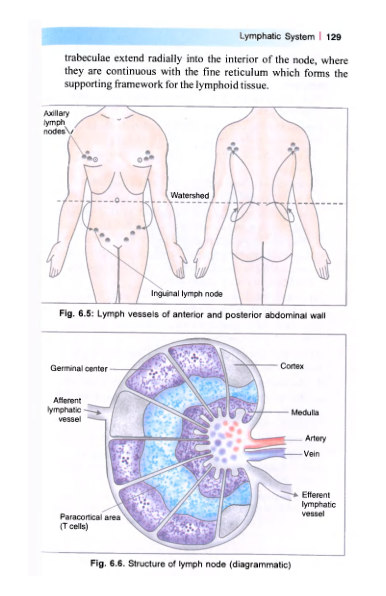 Lymphatic System | 129
trabeculae extend radially into the interior of the node, where
they are continuous with the fine reticulum which forms the
supporting framework for the lymphoid tissue.
Axillary
lymph
nodes
Watershed
Inguinal lymph node
Fig. 6.5: Lymph vessels of anterior and posterior abdominal wall
Germinal center
Cortex
Afferent
lymphatic
vessel
Medulla
Artery
Vein
Efferent
lymphatic
vessel
Paracortical area
(T cells)
Fig. 6.6. Structure of lymph node (diagrammatic)